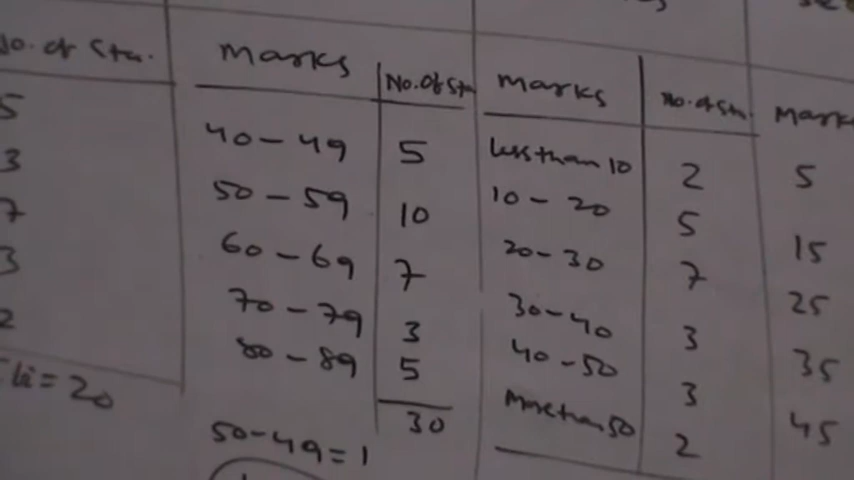 No. of Stu. Marks No. Of Stu Marks No. of Stu. Marks
5 40 - 49 5 less than 10 2 5
3 50 - 59 10 10 - 20 5 15
7 60 - 69 7 20 - 30 7 25
3 70 - 79 3 30 - 40 3 35
2 80 - 89 5 40 - 50 3 45
= 20 30 More than 50 2
50 - 49 = 1